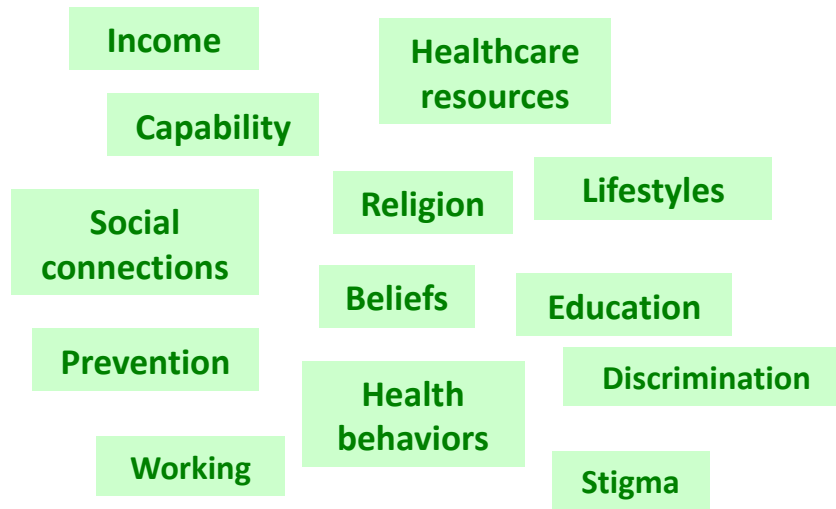 Income
Healthcare
resources
Capability
Religion
Lifestyles
Social
connections
Beliefs
Education
Prevention
Health
behaviors
Discrimination
Working
Stigma